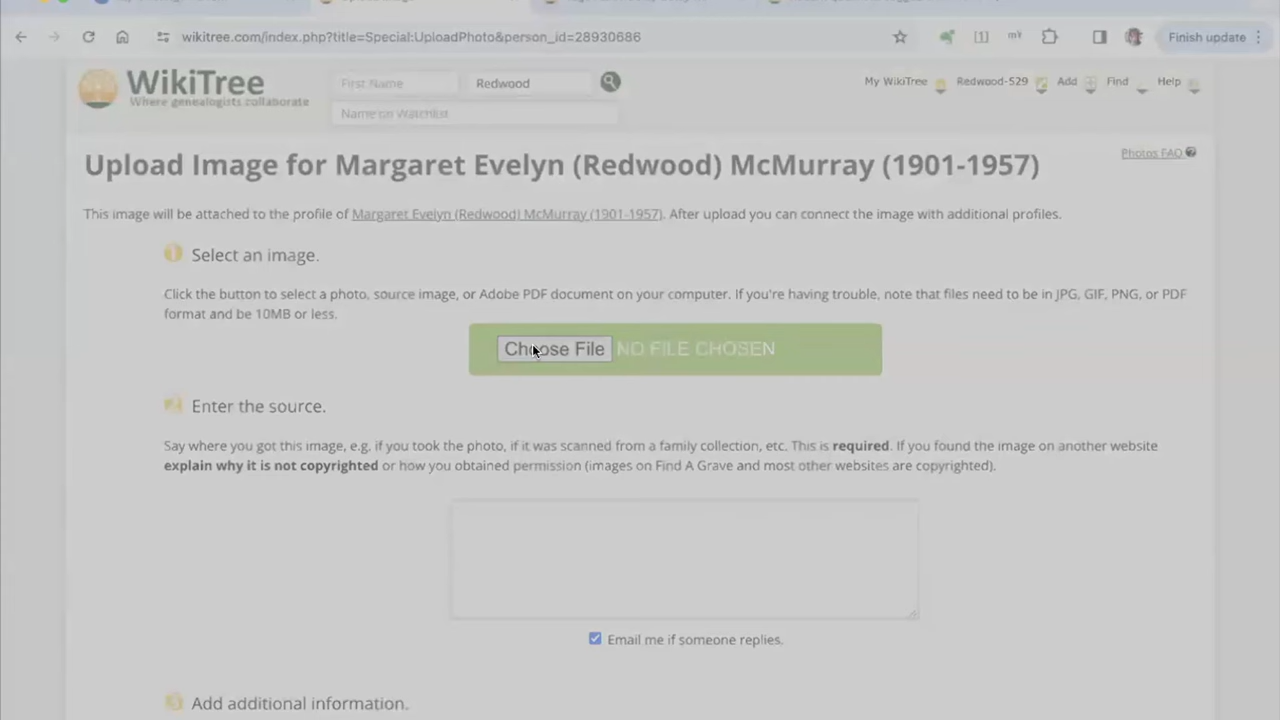 wikitree.com/index.php?title=Special:UploadPhoto&person_id=28930686
Finish update
WikiTree
Where genealogists collaborate
First Name
Redwood
Name on Watchlist
My WikiTree
Redwood-529
Add
Find
Help
Upload Image for Margaret Evelyn (Redwood) McMurray (1901-1957)
Photos FAQ
This image will be attached to the profile of Margaret Evelyn (Redwood) McMurray (1901-1957). After upload you can connect the image with additional profiles.
1 Select an image.
Click the button to select a photo, source image, or Adobe PDF document on your computer. If you're having trouble, note that files need to be in JPG, GIF, PNG, or PDF
format and be 10MB or less.
Choose File NO FILE CHOSEN
2 Enter the source.
Say where you got this image, e.g. if you took the photo, if it was scanned from a family collection, etc. This is required. If you found the image on another website
explain why it is not copyrighted or how you obtained permission (images on Find A Grave and most other websites are copyrighted).
Email me if someone replies.
3 Add additional information.